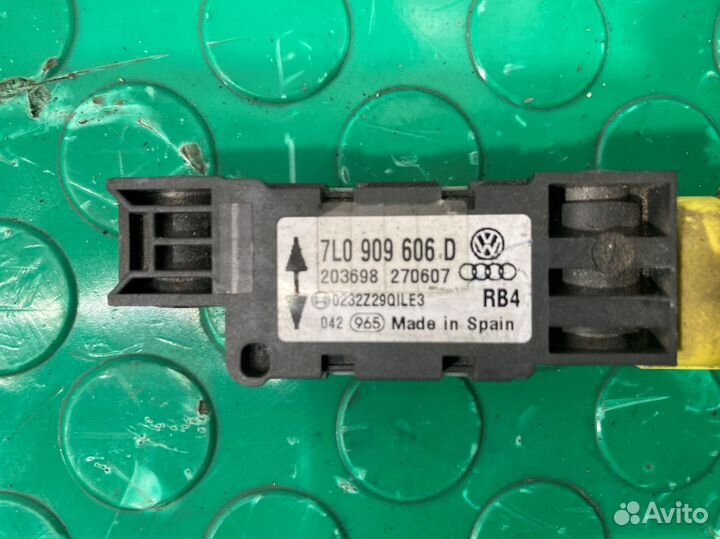 7L0 909 606 D
203698 270607
0232Z29QILE3 RB4
042 965 Made in Spain
Avito